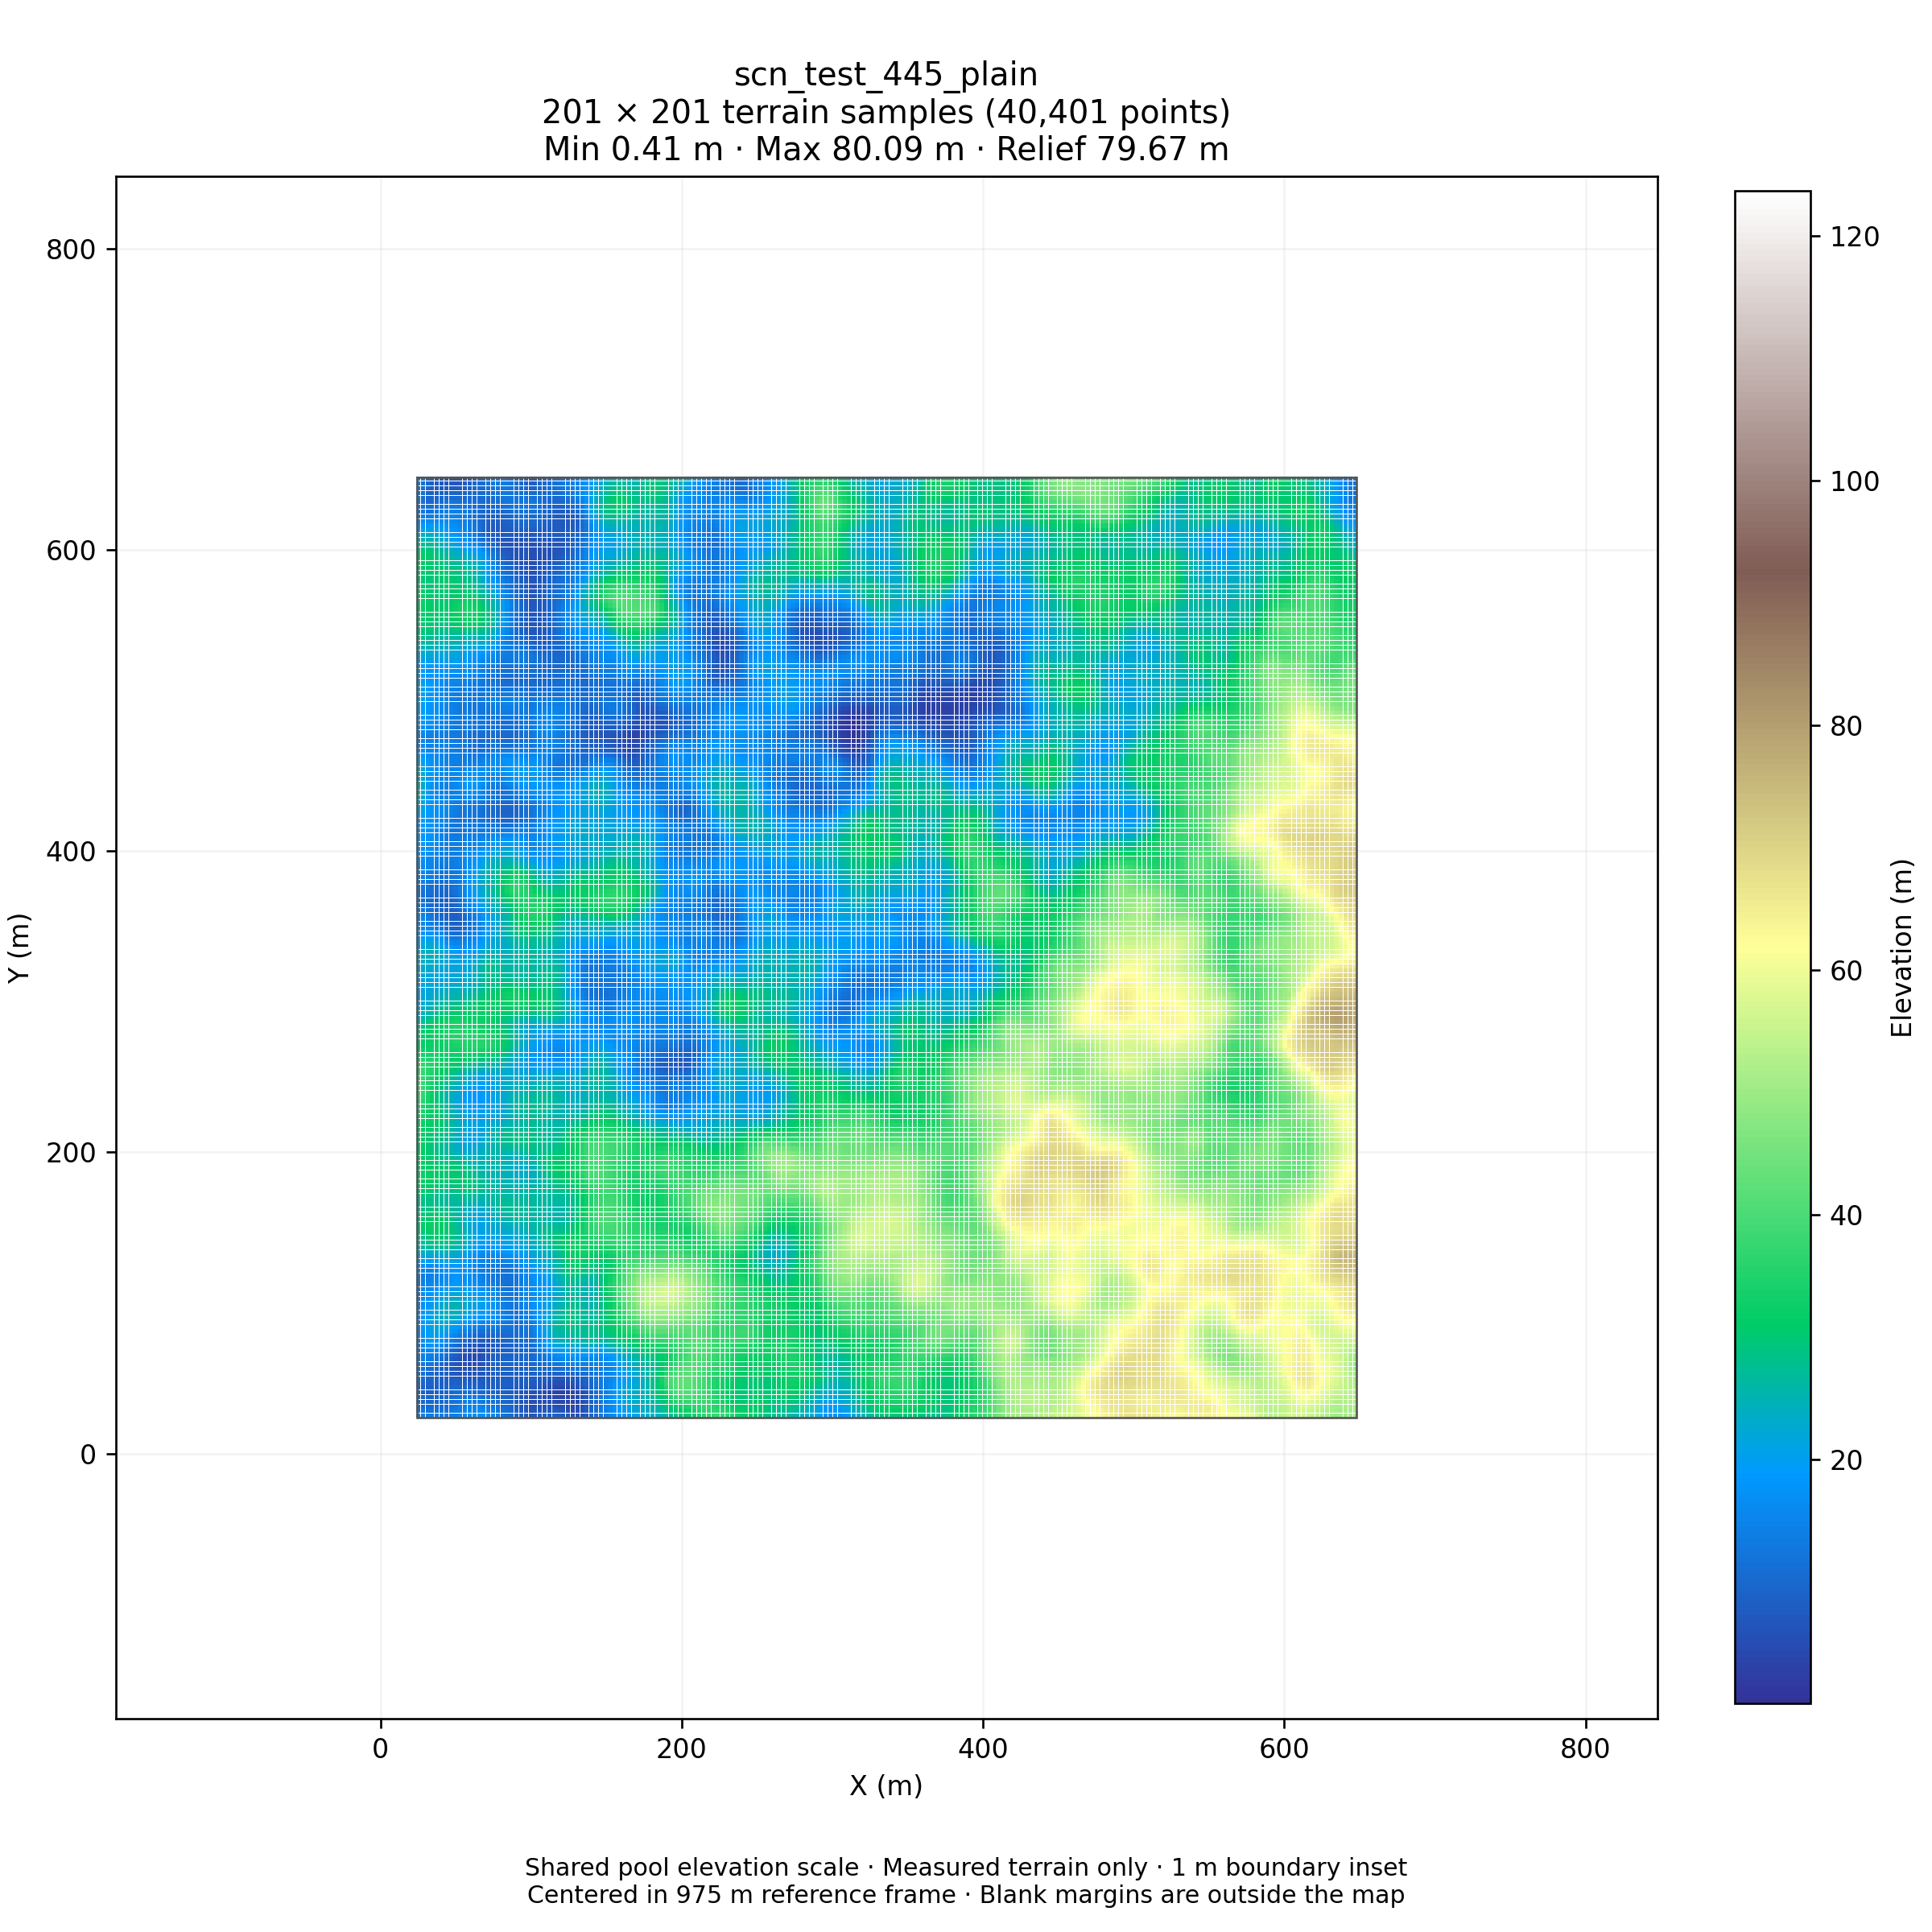 scn_test_445_plain
201 × 201 terrain samples (40,401 points)
Min 0.41 m · Max 80.09 m · Relief 79.67 m
800
600
400
200
0
Y (m)
0
200
400
600
800
X (m)
120
100
80
60
40
20
Elevation (m)
Shared pool elevation scale · Measured terrain only · 1 m boundary inset
Centered in 975 m reference frame · Blank margins are outside the map